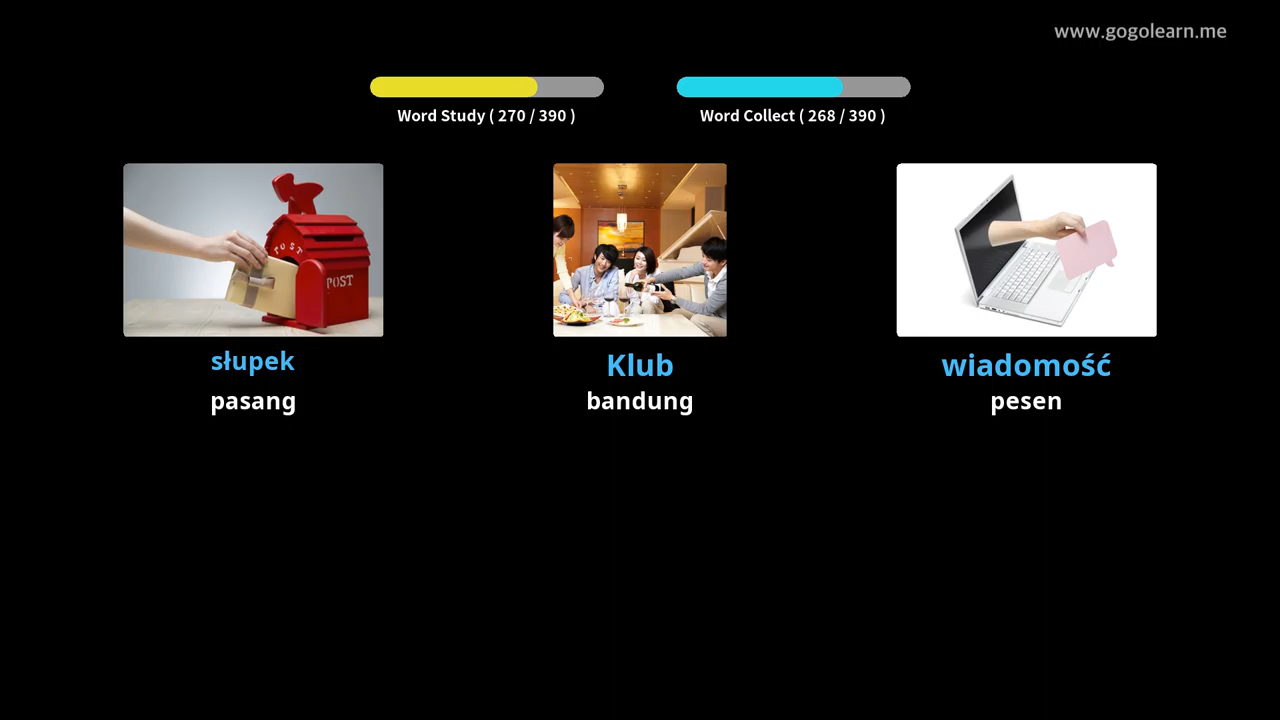 www.gogolearn.me
Word Study ( 270 / 390 )
Word Collect ( 268 / 390 )
POST
POST
słupek
Klub
wiadomość
pasang
bandung
pesen